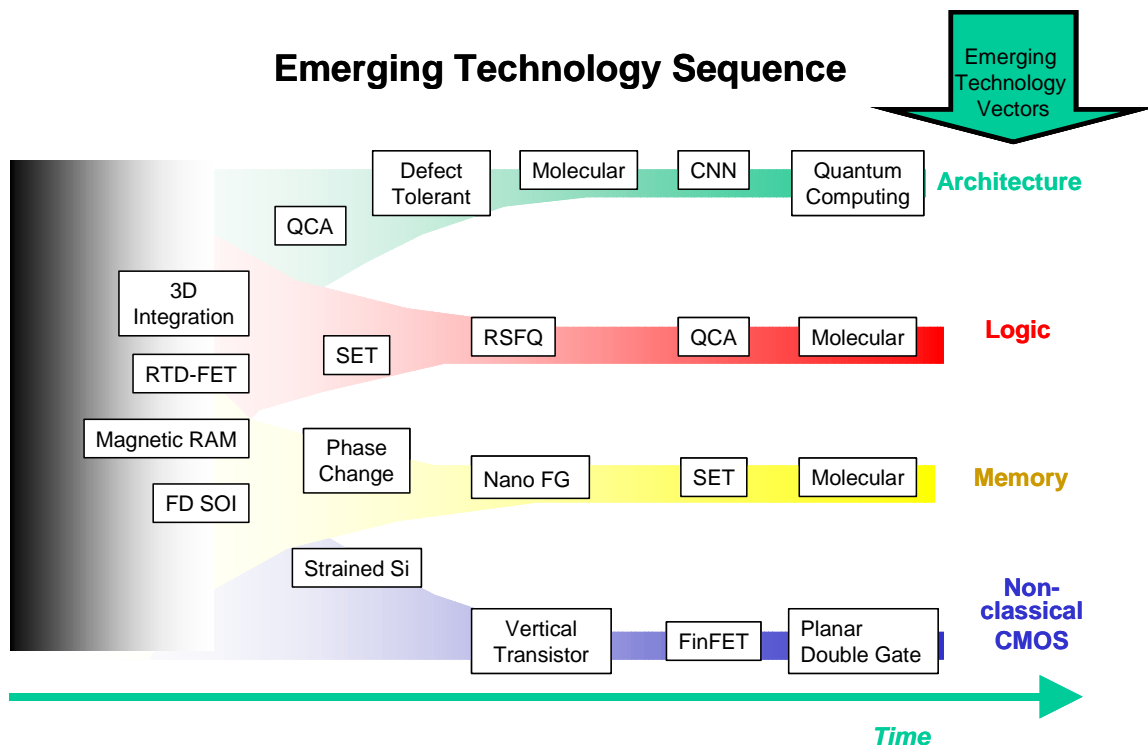 Emerging Technology Sequence
Emerging
Technology
Vectors
Defect
Tolerant
Molecular
CNN
Quantum
Computing
Architecture
QCA
3D
Integration
SET
RSFQ
QCA
Molecular
Logic
RTD-FET
Magnetic RAM
Phase
Change
Nano FG
SET
Molecular
Memory
FD SOI
Strained Si
Vertical
Transistor
FinFET
Planar
Double Gate
Non-
classical
CMOS
Time